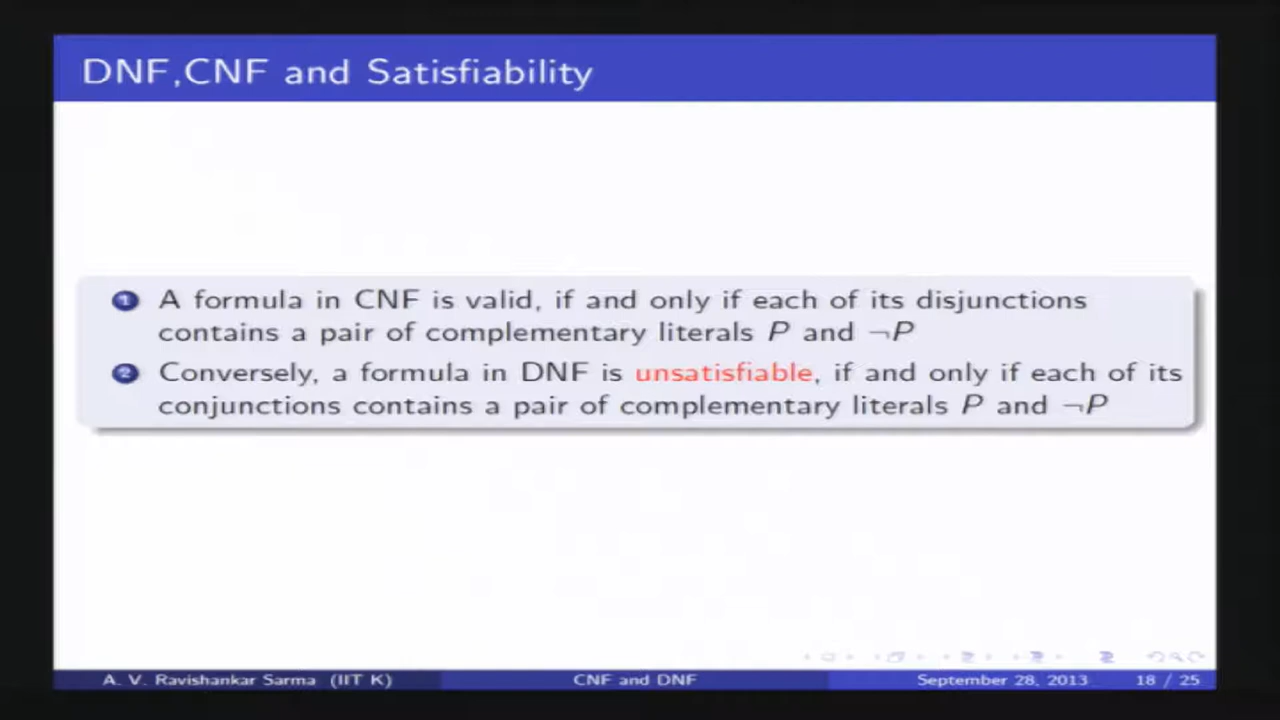 DNF,CNF and Satisfiability
1 A formula in CNF is valid, if and only if each of its disjunctions
contains a pair of complementary literals P and ¬P
2 Conversely, a formula in DNF is unsatisfiable, if and only if each of its
conjunctions contains a pair of complementary literals P and ¬P
A. V. Ravishankar Sarma (IIT K) CNF and DNF September 28, 2013 18 / 25